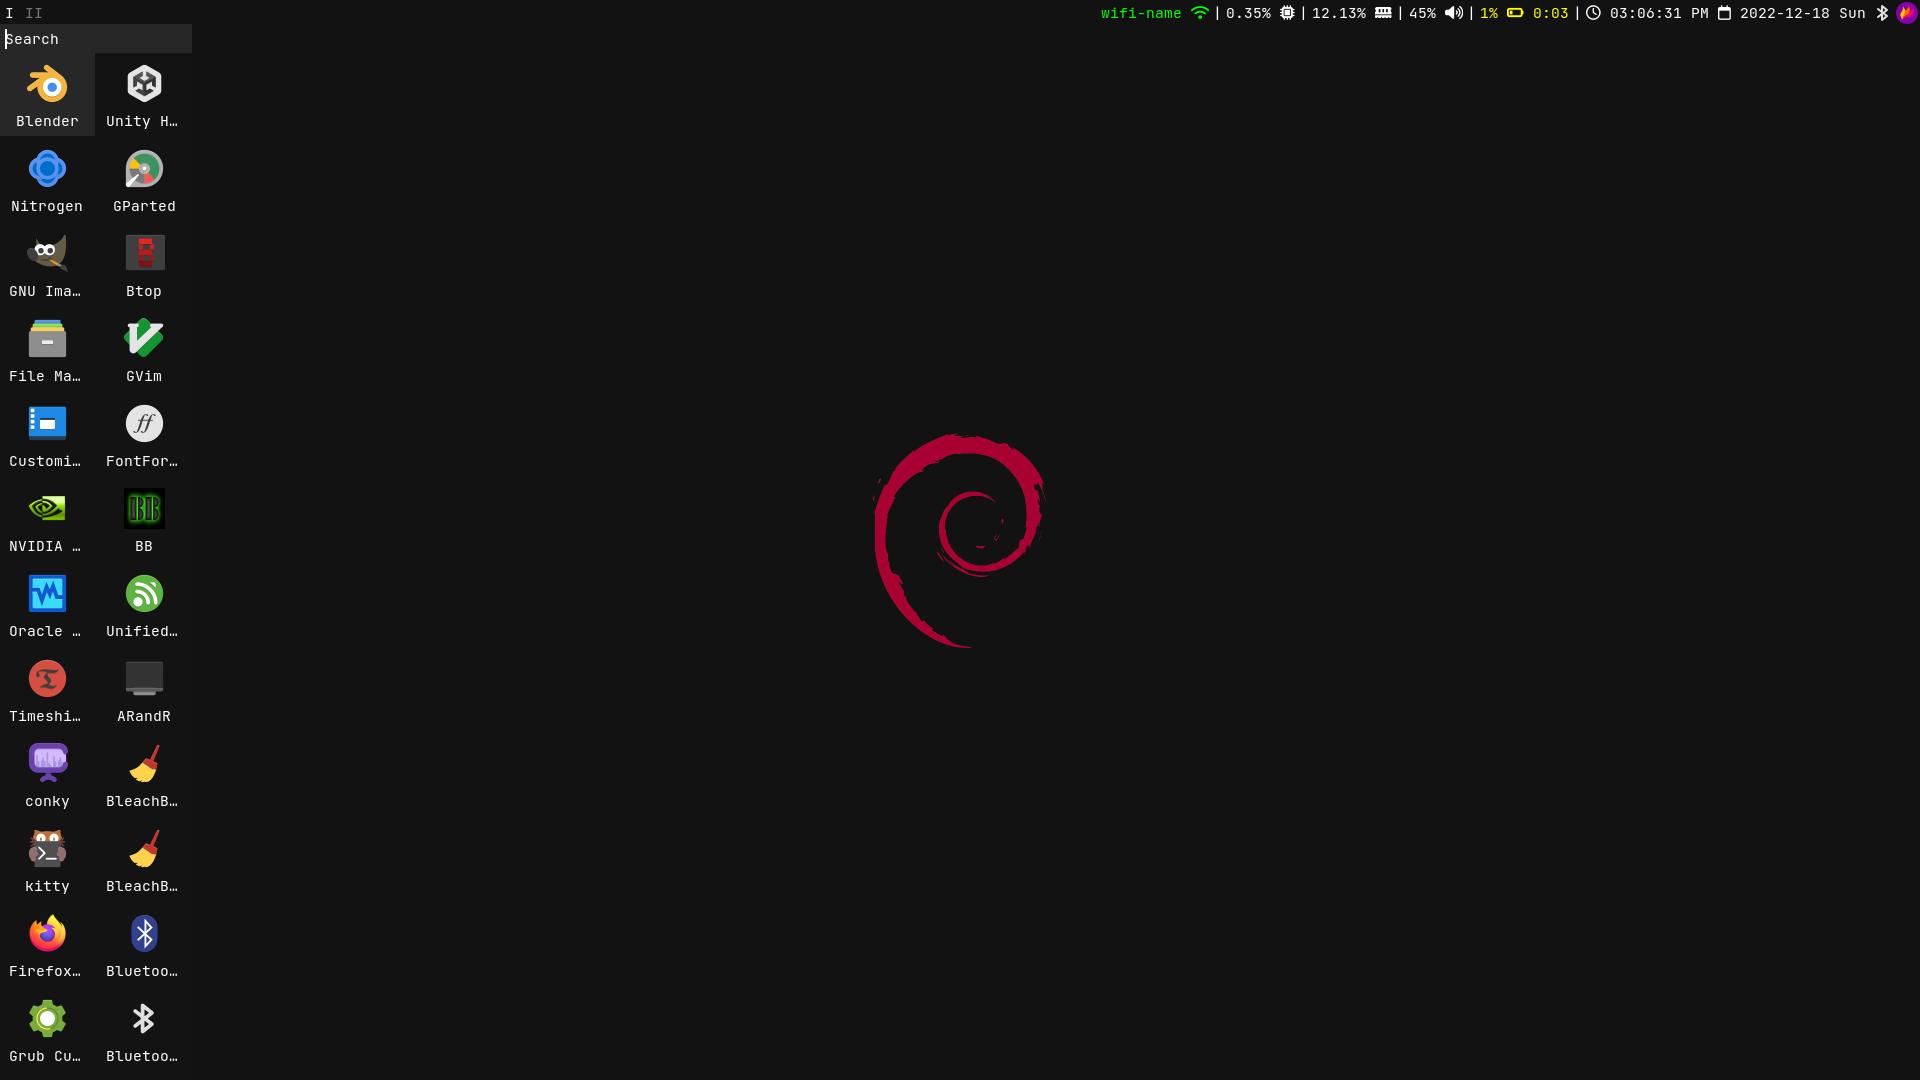 I II wifi-name | 0.35% | 12.13% | 45% | 1% 0:03 | 03:06:31 PM 2022-12-18 Sun
Search
Blender Unity H…
Nitrogen GParted
GNU Ima… Btop
File Ma… GVim
Customi… FontFor…
NVIDIA … BB
Oracle … Unified…
Timeshi… ARandR
conky BleachB…
kitty BleachB…
Firefox… Bluetoo…
Grub Cu… Bluetoo…